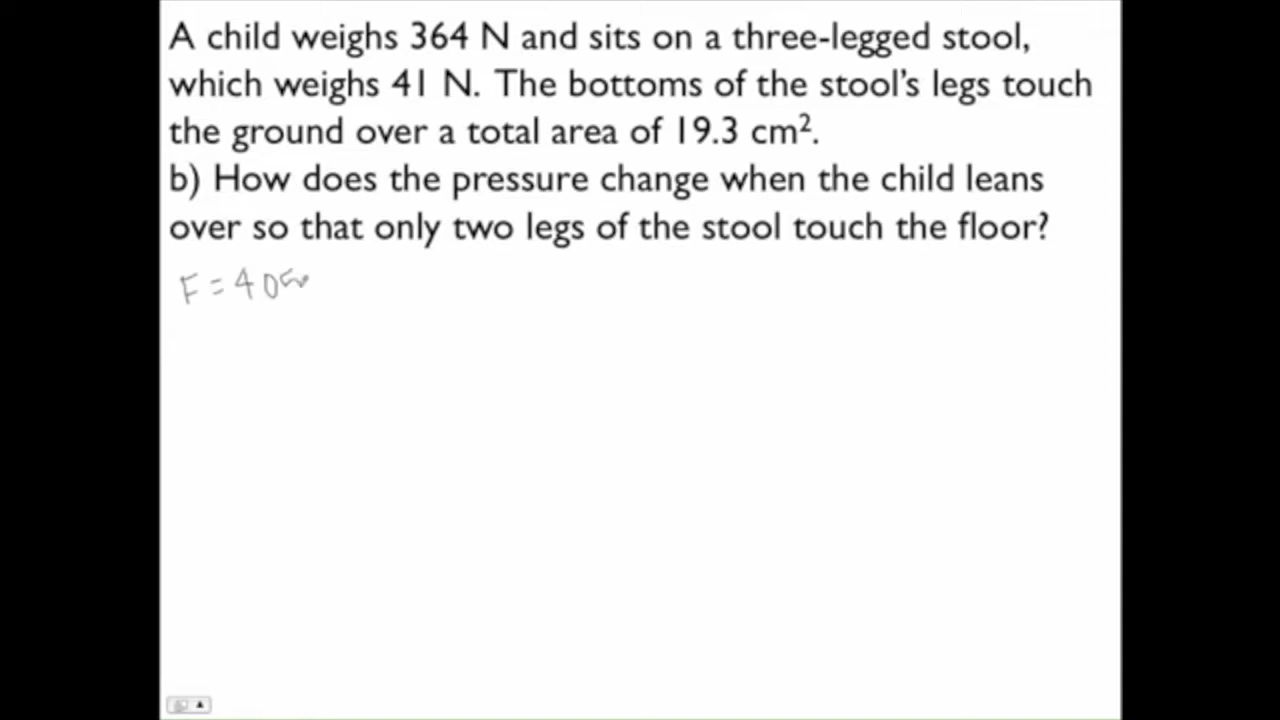 A child weighs 364 N and sits on a three-legged stool,
which weighs 41 N. The bottoms of the stool’s legs touch
the ground over a total area of 19.3 cm².
b) How does the pressure change when the child leans
over so that only two legs of the stool touch the floor?
F = 405